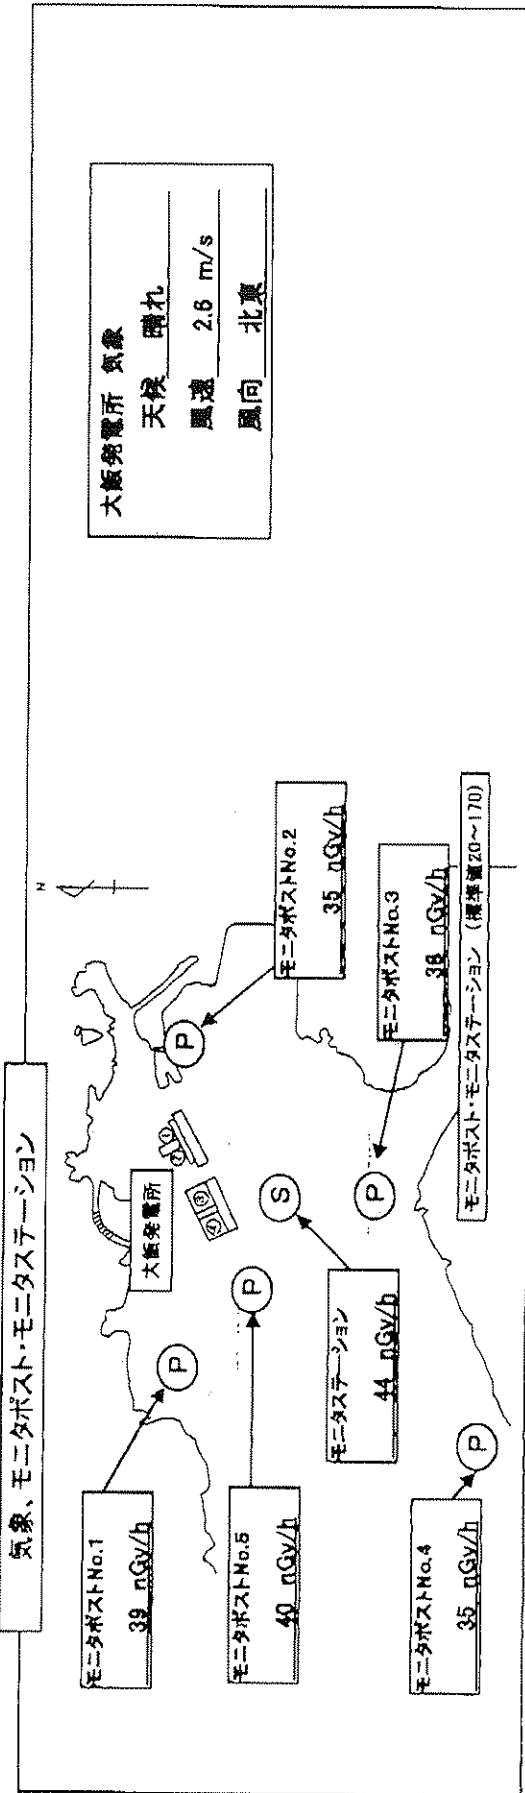 気象、モニタポスト・モニタステーション
大飯発電所 気象
天候 晴れ
風速 2.6 m/s
風向 北東
N
モニタポストNo.1
39 nGy/h
モニタポストNo.5
40 nGy/h
モニタポストNo.4
35 nGy/h
モニタステーション
44 nGy/h
モニタポストNo.2
35 nGy/h
モニタポストNo.3
38 nGy/h
大飯発電所
①
②
③
④
P
P
P
S
P
P
モニタポスト・モニタステーション (標準値20～170)